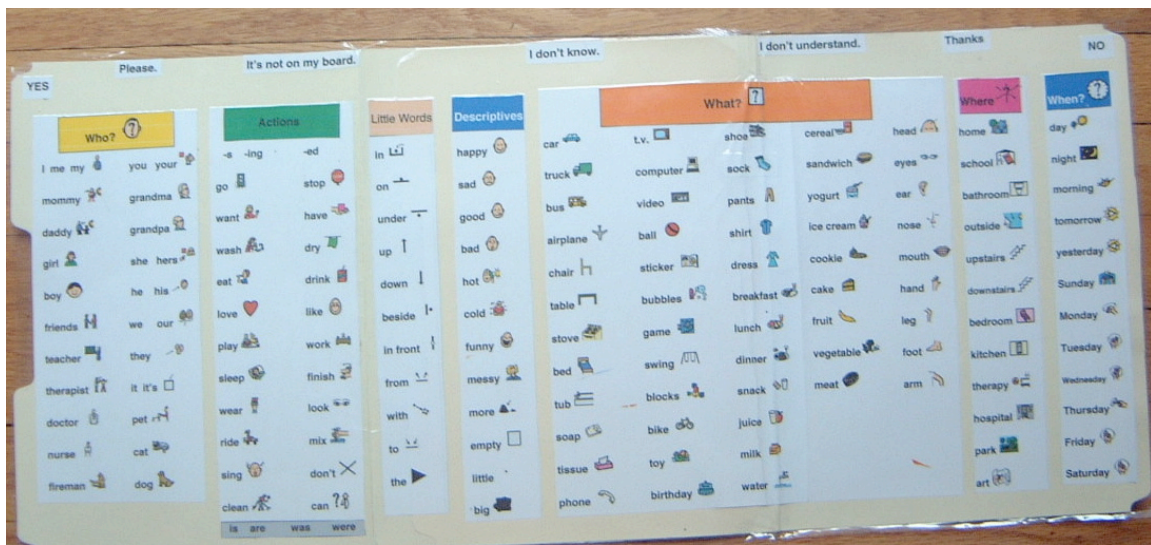 YES Please. It's not on my board. I don't know. I don't understand. Thanks NO
Who?
I me my you your
mommy grandma
daddy grandpa
girl she hers
boy he his
friends we our
teacher they
therapist it it's
doctor pet
nurse cat
fireman dog
Actions
-s -ing -ed
go stop
want have
wash dry
eat drink
love like
play work
sleep finish
wear look
ride mix
sing don't
clean can
is are was were
Little Words
in
on
under
up
down
beside
in front
from
with
to
the
Descriptives
happy
sad
good
bad
hot
cold
funny
messy
more
empty
little
big
What? ?
car t.v. shoe cereal head
truck computer sock sandwich eyes
bus video pants yogurt ear
airplane ball shirt ice cream nose
chair sticker dress cookie mouth
table bubbles breakfast cake hand
stove game lunch fruit leg
bed swing dinner vegetable foot
tub blocks snack meat arm
soap bike juice
tissue toy milk
phone birthday water
Where
home
school
bathroom
outside
upstairs
downstairs
bedroom
kitchen
therapy
hospital
park
art
When?
day
night
morning
tomorrow
yesterday
Sunday
Monday
Tuesday
Wednesday
Thursday
Friday
Saturday